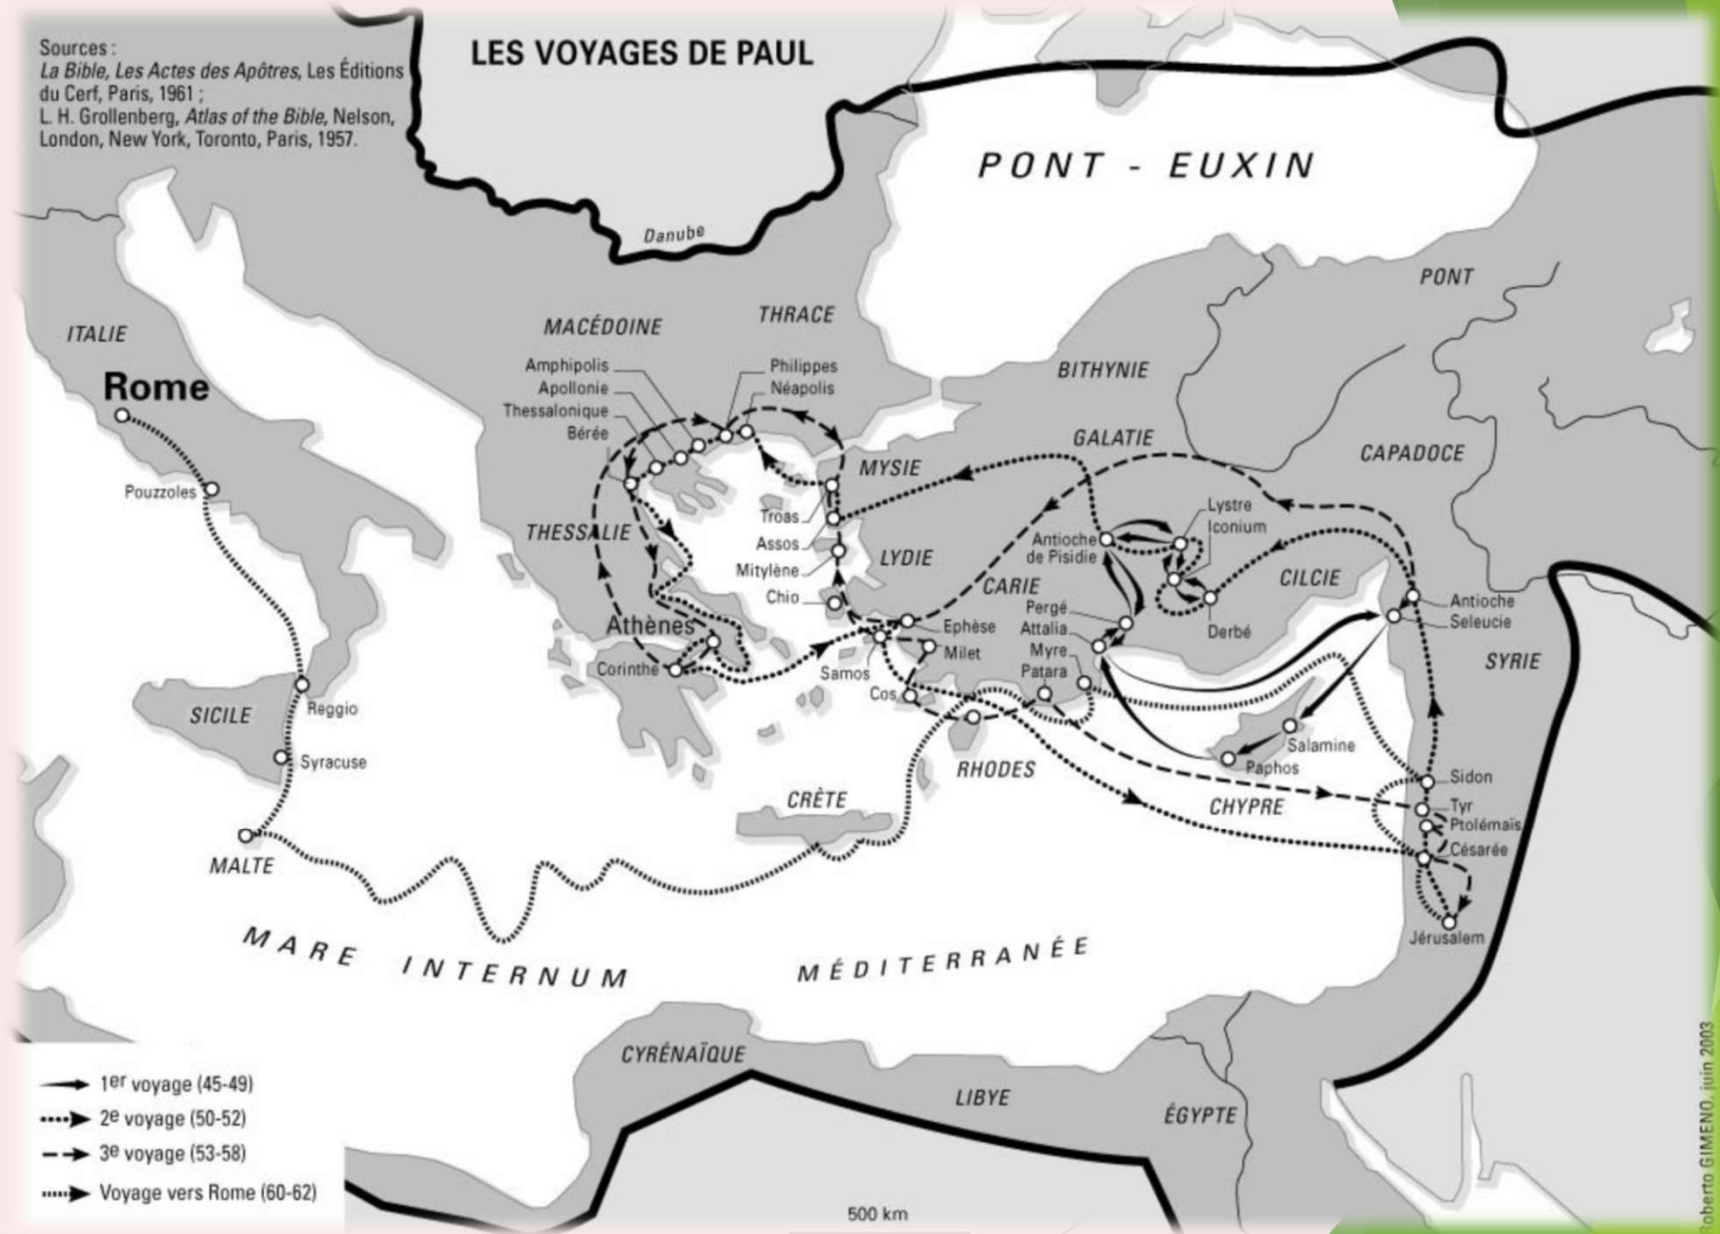 LES VOYAGES DE PAUL
Sources :
La Bible, Les Actes des Apôtres, Les Éditions
du Cerf, Paris, 1961 ;
L. H. Grollenberg, Atlas of the Bible, Nelson,
London, New York, Toronto, Paris, 1957.
PONT - EUXIN
Danube
PONT
ITALIE
MACÉDOINE
THRACE
BITHYNIE
Rome
Amphipolis
Apollonie
Thessalonique
Bérée
Philippes
Néapolis
GALATIE
CAPADOCE
MYSIE
Pouzzoles
THESSALIE
Troas
Assos
Mitylène
Chio
LYDIE
Antioche
de Pisidie
Lystre
Iconium
CARIE
CILCIE
Pergé
Attalia
Myre
Patara
Derbé
Antioche
Seleucie
SYRIE
Athènes
Corinthe
Ephèse
Milet
Samos
Cos
SICILE
Reggio
Syracuse
RHODES
Salamine
Paphos
CHYPRE
CRÈTE
Sidon
Tyr
Ptolémaïs
Césarée
Jérusalem
MALTE
MARE INTERNUM
MÉDITERRANÉE
CYRÉNAÏQUE
LIBYE
ÉGYPTE
1er voyage (45-49)
2e voyage (50-52)
3e voyage (53-58)
Voyage vers Rome (60-62)
500 km
Roberto GIMENO, juin 2003